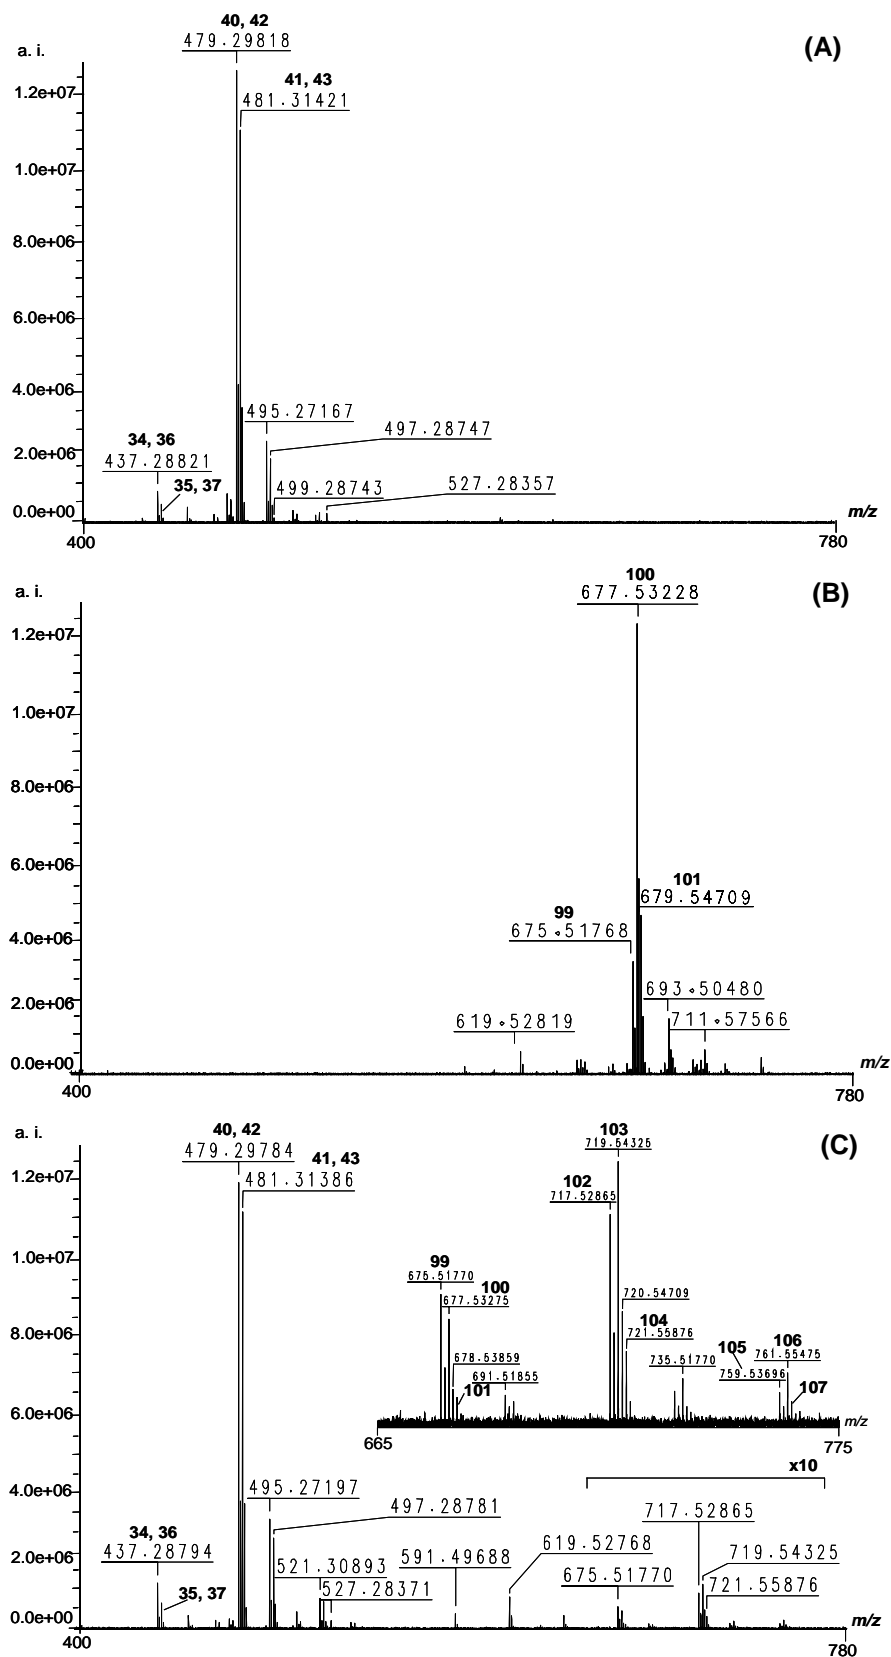 40, 42
479.29818
(A)
a. i.
41, 43
481.31421
1.2e+07
1.0e+07
8.0e+06
6.0e+06
4.0e+06
495.27167
497.28747
34, 36
2.0e+06
437.28821
35, 37
499.28743
527.28357
0.0e+00
m/z
400
780
100
677.53228
(B)
a. i.
1.2e+07
1.0e+07
8.0e+06
6.0e+06
101
679.54709
99
675.51768
4.0e+06
693.50480
2.0e+06
619.52819
711.57566
0.0e+00
m/z
400
780
40, 42
103
a. i.
479.29784
719.54325
(C)
41, 43
481.31386
1.2e+07
102
717.52865
99
1.0e+07
675.51770
100
677.53275
720.54709
104
8.0e+06
721.55876
105
106
678.53859
735.51770
761.55475
691.51855
759.53696
101
107
6.0e+06
m/z
665
775
x10
4.0e+06
495.27197
497.28781
717.52865
34, 36
2.0e+06
437.28794
521.30893
591.49688
619.52768
719.54325
35, 37
527.28371
675.51770
721.55876
0.0e+00
m/z
400
780